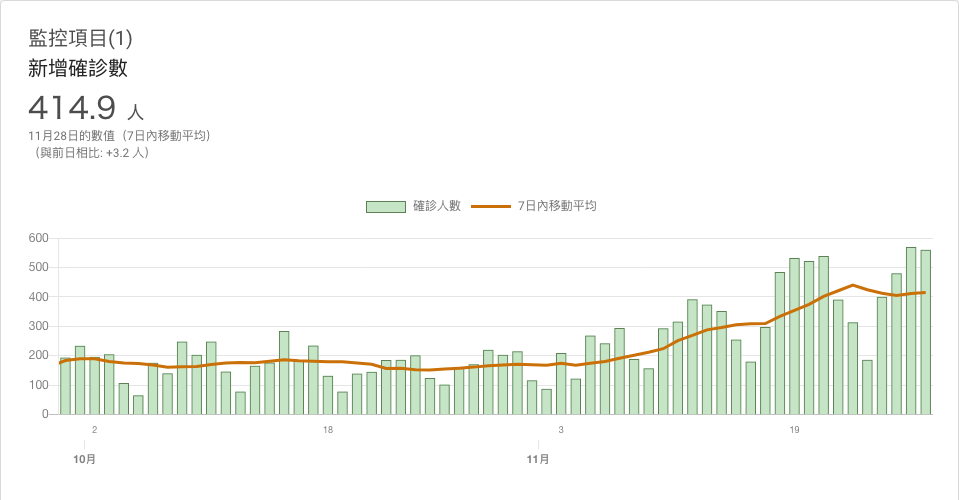 監控項目(1)
新增確診數
414.9 人
11月28日的數值（7日內移動平均）
（與前日相比: +3.2 人）
確診人數 7日內移動平均
600
500
400
300
200
100
0
2 18 3 19
10月 11月